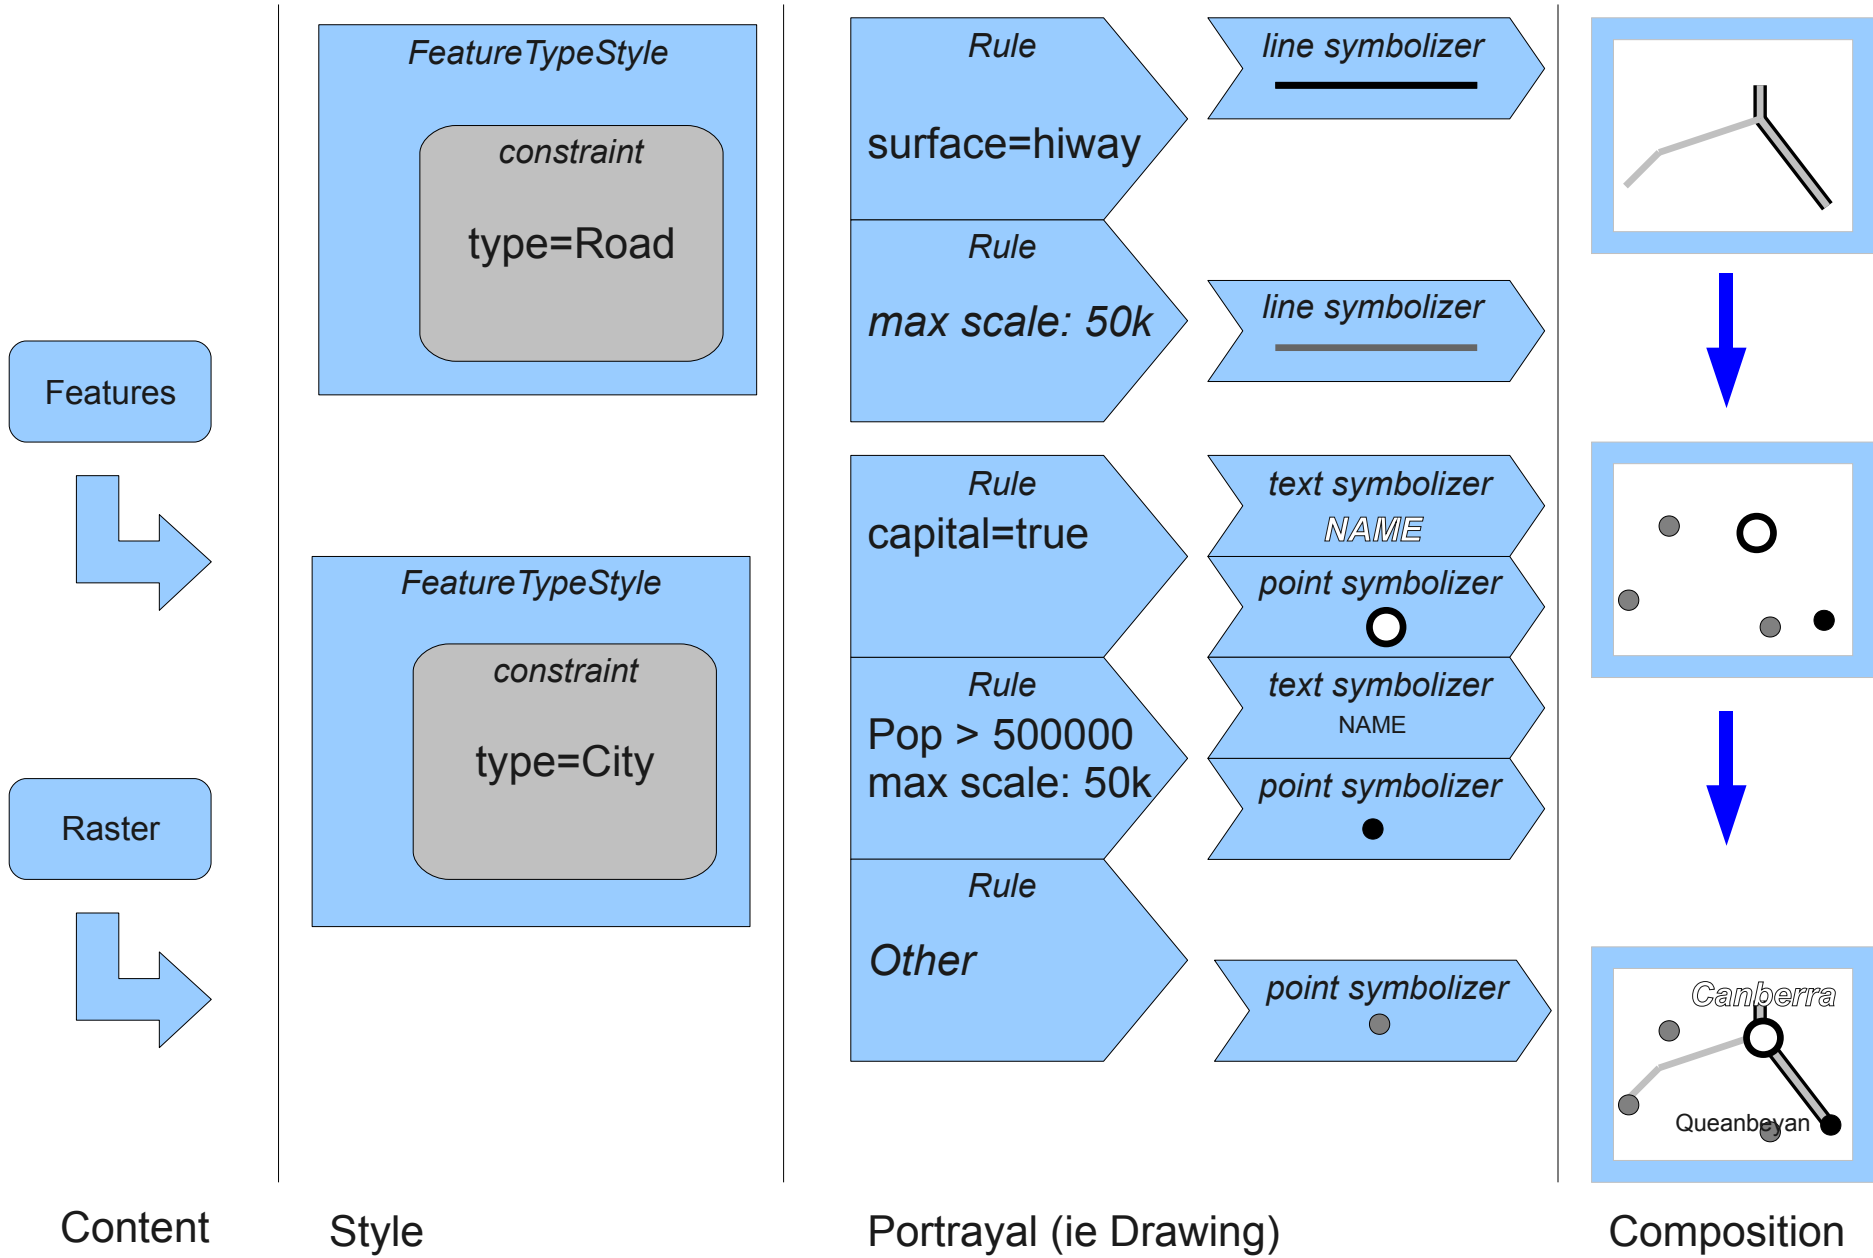 Features
Raster
Content
FeatureTypeStyle
constraint
type=Road
FeatureTypeStyle
constraint
type=City
Style
Rule
surface=hiway
Rule
max scale: 50k
Rule
capital=true
Rule
Pop > 500000
max scale: 50k
Rule
Other
line symbolizer
line symbolizer
text symbolizer
NAME
point symbolizer
text symbolizer
NAME
point symbolizer
point symbolizer
Portrayal (ie Drawing)
Canberra
Queanbeyan
Composition